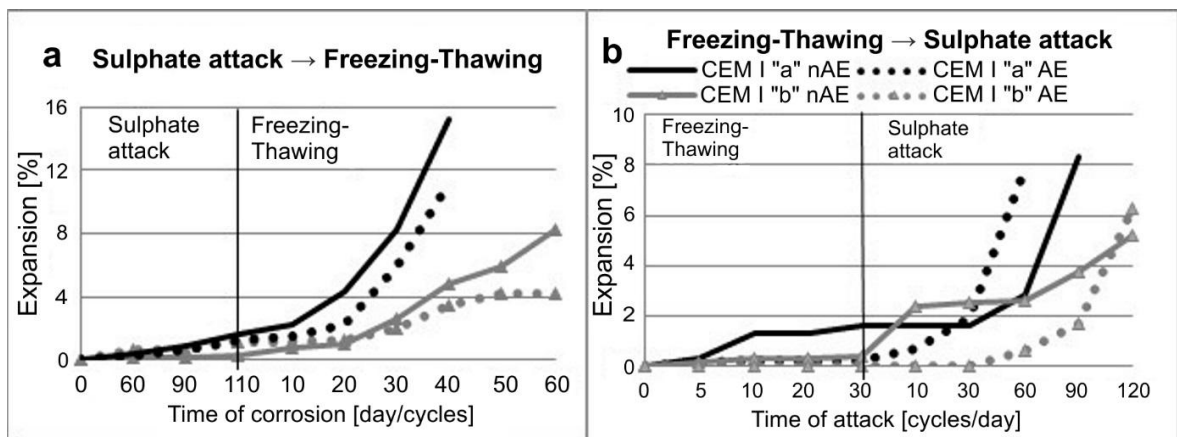 a
Sulphate attack → Freezing-Thawing
Expansion [%]
16
12
8
4
0
Sulphate
attack
Freezing-
Thawing
0 60 90 110 10 20 30 40 50 60
Time of corrosion [day/cycles]
b
Freezing-Thawing → Sulphate attack
CEM I "a" nAE CEM I "a" AE
CEM I "b" nAE CEM I "b" AE
Expansion [%]
10
8
6
4
2
0
Freezing-
Thawing
Sulphate
attack
0 5 10 20 30 10 30 60 90 120
Time of attack [cycles/day]